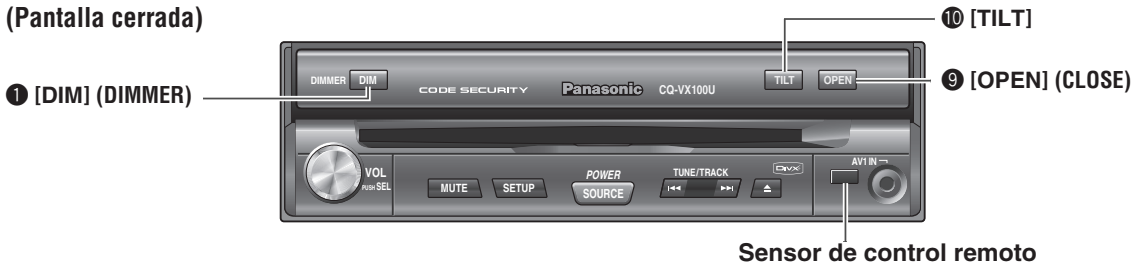 (Pantalla cerrada)
❿ [TILT]
❶ [DIM] (DIMMER)
DIMMER DIM
CODE SECURITY
Panasonic CQ-VX100U
TILT OPEN
❾ [OPEN] (CLOSE)
VOL
PUSH SEL
MUTE SETUP
POWER
SOURCE
TUNE/TRACK
DivX
AV1 IN
Sensor de control remoto